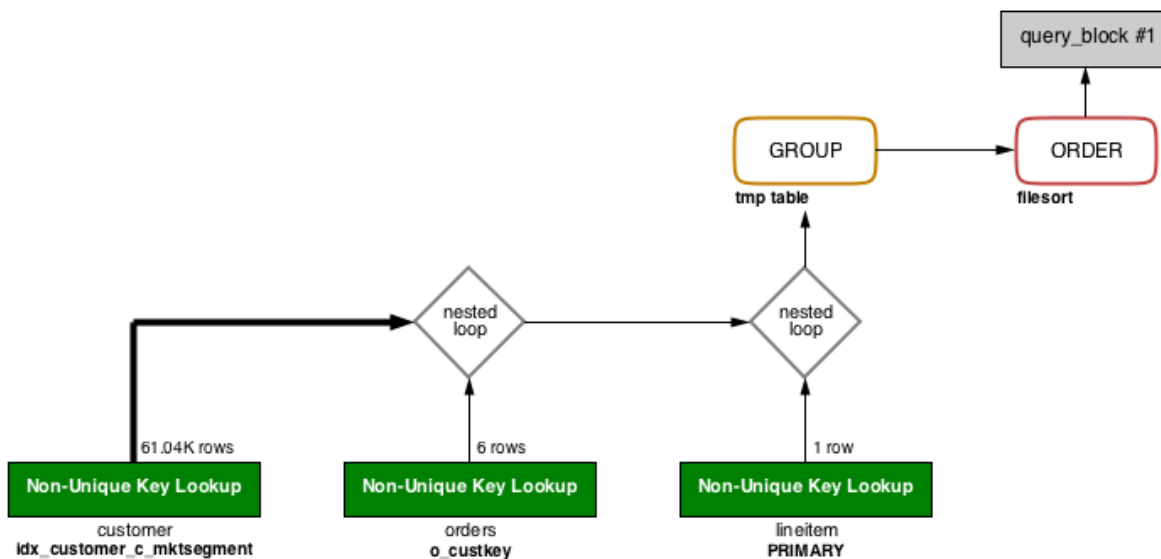 query_block #1
GROUP
ORDER
tmp table
filesort
nested
loop
nested
loop
61.04K rows
6 rows
1 row
Non-Unique Key Lookup
Non-Unique Key Lookup
Non-Unique Key Lookup
customer
orders
lineitem
idx_customer_c_mktsegment
o_custkey
PRIMARY